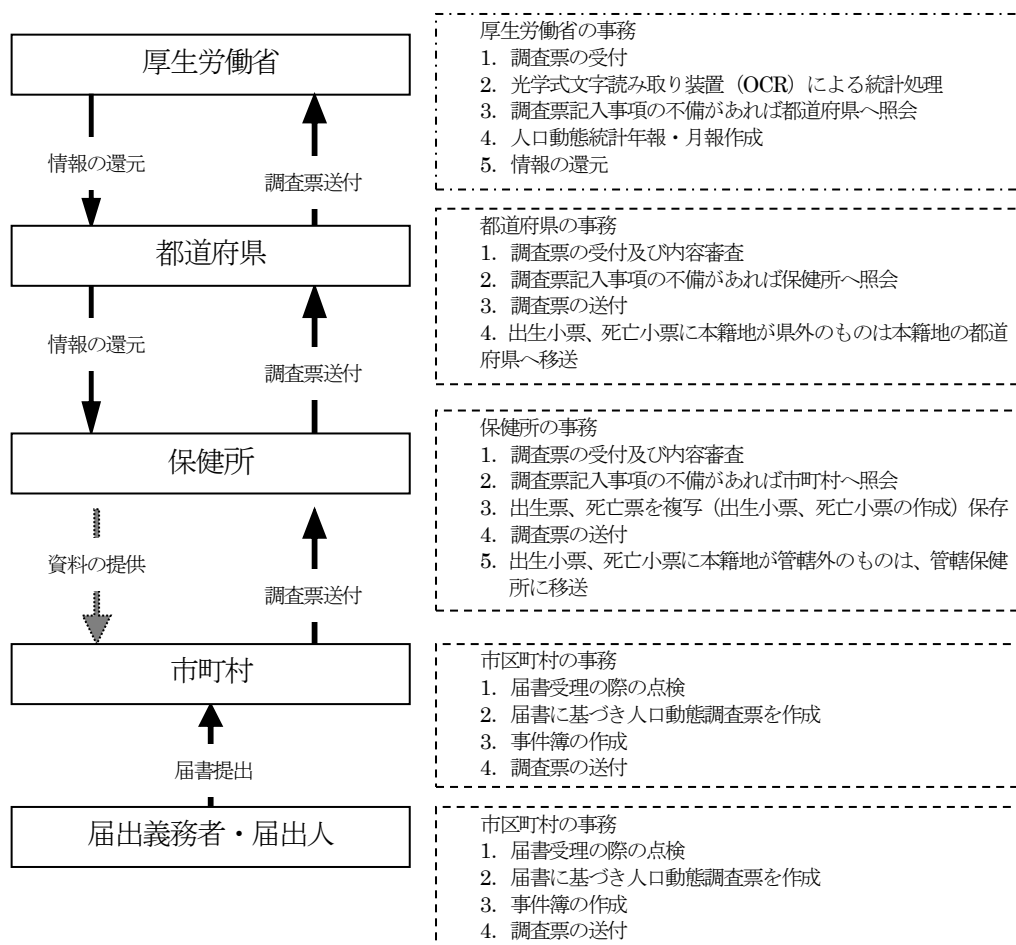 厚生労働省
情報の還元
調査票送付
都道府県
情報の還元
調査票送付
保健所
資料の提供
調査票送付
市町村
届書提出
届出義務者・届出人
厚生労働省の事務
1. 調査票の受付
2. 光学式文字読み取り装置(OCR)による統計処理
3. 調査票記入事項の不備があれば都道府県へ照会
4. 人口動態統計年報・月報作成
5. 情報の還元
都道府県の事務
1. 調査票の受付及び内容審査
2. 調査票記入事項の不備があれば保健所へ照会
3. 調査票の送付
4. 出生小票、死亡小票に本籍地が県外のものは本籍地の都道
府県へ移送
保健所の事務
1. 調査票の受付及び内容審査
2. 調査票記入事項の不備があれば市町村へ照会
3. 出生票、死亡票を複写(出生小票、死亡小票の作成)保存
4. 調査票の送付
5. 出生小票、死亡小票に本籍地が管轄外のものは、管轄保健
所に移送
市区町村の事務
1. 届書受理の際の点検
2. 届書に基づき人口動態調査票を作成
3. 事件簿の作成
4. 調査票の送付
市区町村の事務
1. 届書受理の際の点検
2. 届書に基づき人口動態調査票を作成
3. 事件簿の作成
4. 調査票の送付